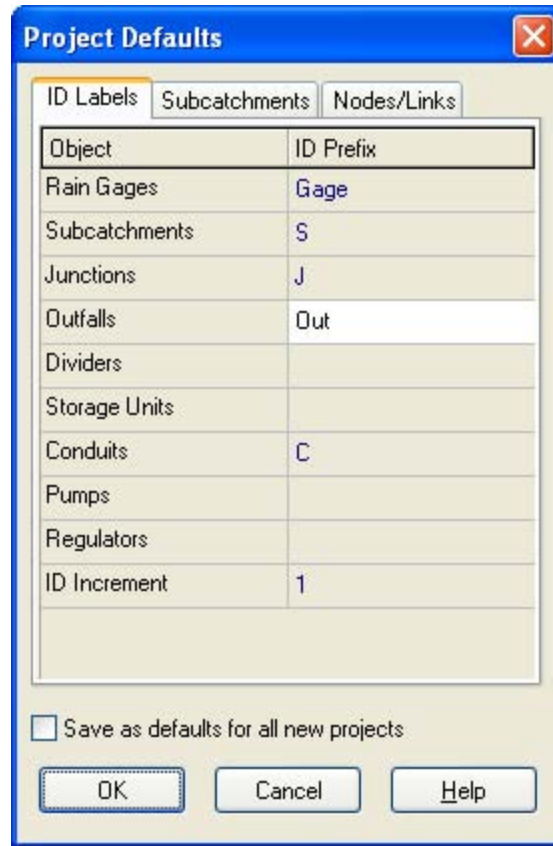 Project Defaults
ID Labels Subcatchments Nodes/Links
Object ID Prefix
Rain Gages Gage
Subcatchments S
Junctions J
Outfalls Out
Dividers
Storage Units
Conduits C
Pumps
Regulators
ID Increment 1
Save as defaults for all new projects
OK Cancel Help